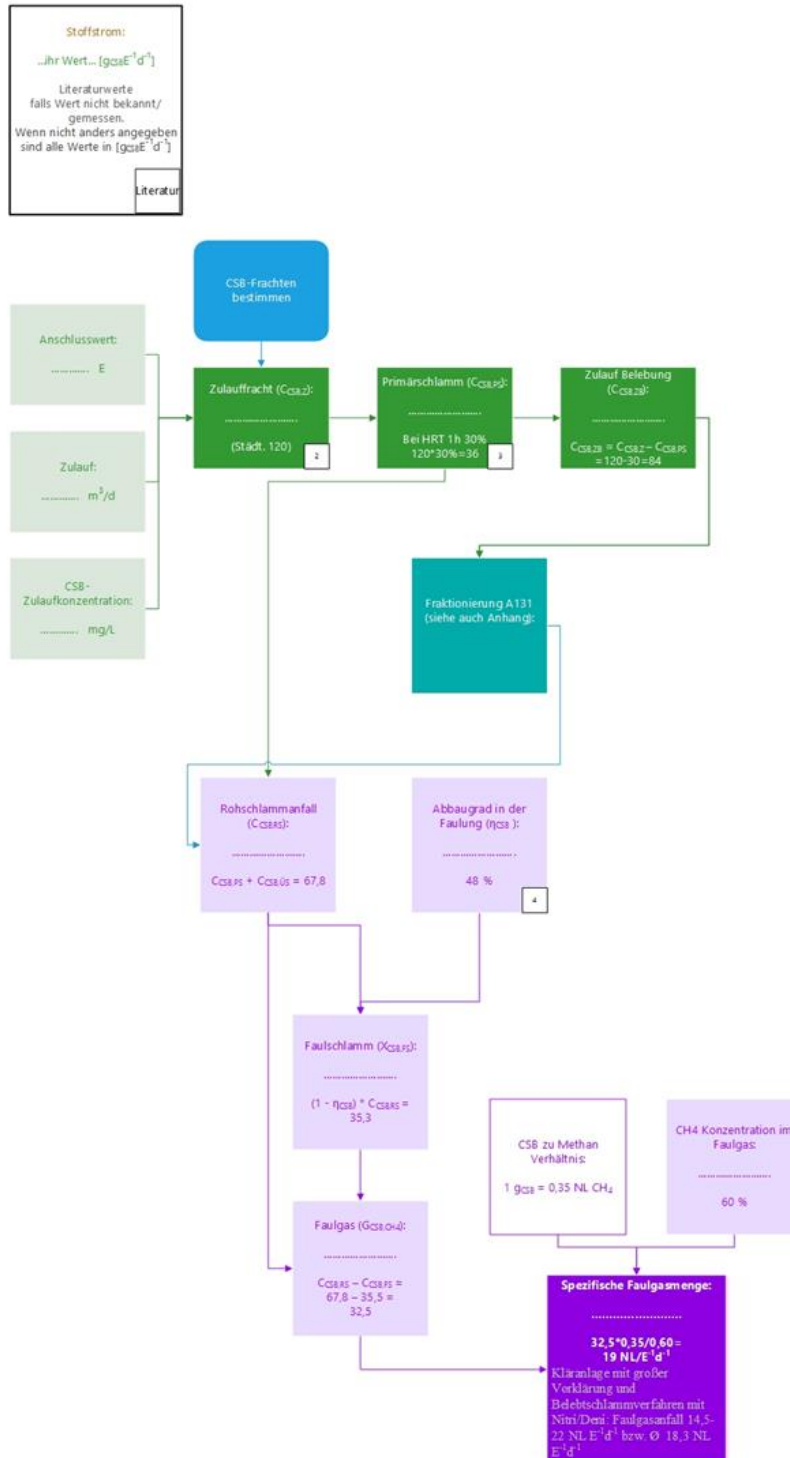 Stoffstrom:
...ihr Wert... [gCSBE⁻¹d⁻¹]
Literaturwerte
falls Wert nicht bekannt/
gemessen.
Wenn nicht anders angegeben
sind alle Werte in [gCSBE⁻¹d⁻¹]
Literatur
CSB-Frachten
bestimmen
Anschlusswert:
............. E
Zulauf:
............. m³/d
CSB-
Zulaufkonzentration:
............. mg/L
Zulauffracht (CCSB,Z):
........................
(Städt. 120)
2
Primärschlamm (CCSB,PS):
........................
Bei HRT 1h 30%
120*30%=36
3
Zulauf Belebung
(CCSB,ZB):
........................
CCSB,ZB = CCSB,Z – CCSB,PS
= 120-30=84
Fraktionierung A131
(siehe auch Anhang):
Rohschlammanfall
(CCSB,RS):
........................
CCSB,PS + CCSB,ÜS = 67,8
Abbaugrad in der
Faulung (ηCSB ):
........................
48 %
4
Faulschlamm (XCSB,FS):
........................
(1 - ηCSB) * CCSB,RS =
35,3
Faulgas (GCSB,CH4):
........................
CCSB,RS – CCSB,FS =
67,8 – 35,5 =
32,5
CSB zu Methan
Verhältnis:
1 gCSB = 0,35 NL CH₄
CH4 Konzentration im
Faulgas:
........................
60 %
Spezifische Faulgasmenge:
........................
32,5*0,35/0,60=
19 NL/E⁻¹d⁻¹
Kläranlage mit großer
Vorklärung und
Belebtschlammverfahren mit
Nitri/Deni: Faulgasanfall 14,5-
22 NL E⁻¹d⁻¹ bzw. Ø 18,3 NL
E⁻¹d⁻¹